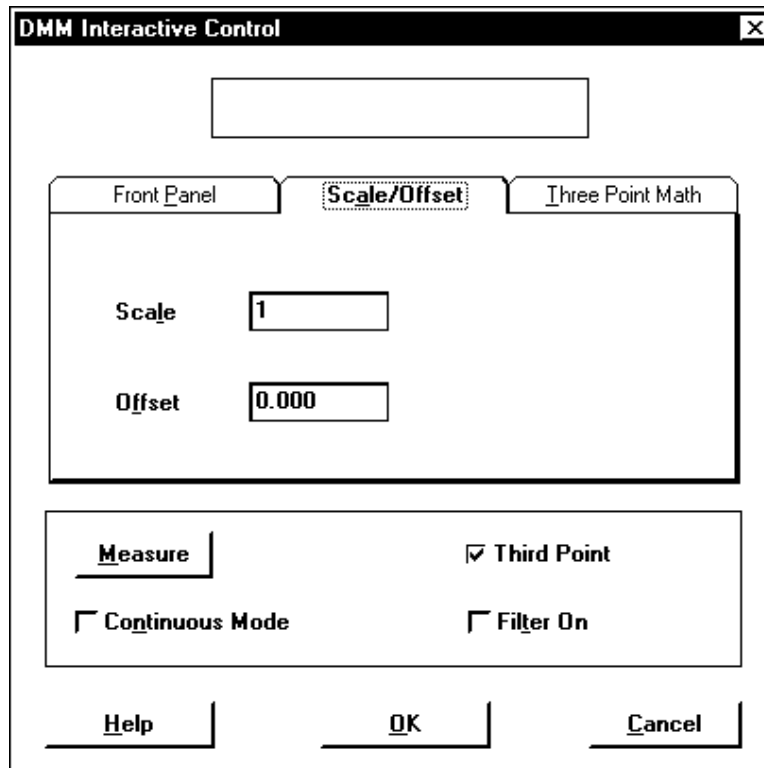 DMM Interactive Control
Front Panel Scale/Offset Three Point Math
Scale 1
Offset 0.000
Measure Third Point
Continuous Mode Filter On
Help OK Cancel